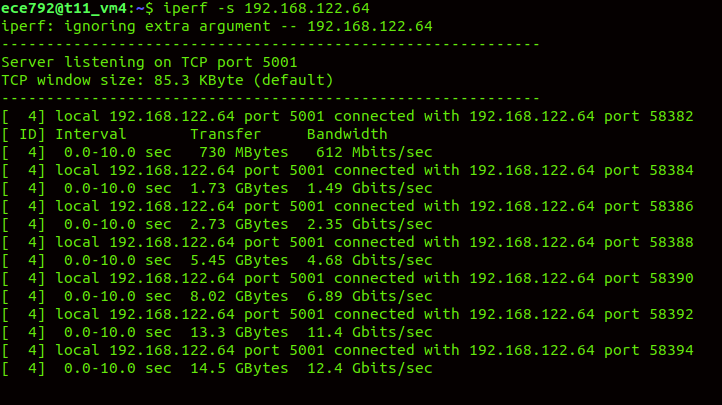 ece792@t11_vm4:~$ iperf -s 192.168.122.64
iperf: ignoring extra argument -- 192.168.122.64
------------------------------------------------------------
Server listening on TCP port 5001
TCP window size: 85.3 KByte (default)
------------------------------------------------------------
[  4] local 192.168.122.64 port 5001 connected with 192.168.122.64 port 58382
[ ID] Interval       Transfer     Bandwidth
[  4]  0.0-10.0 sec   730 MBytes   612 Mbits/sec
[  4] local 192.168.122.64 port 5001 connected with 192.168.122.64 port 58384
[  4]  0.0-10.0 sec  1.73 GBytes  1.49 Gbits/sec
[  4] local 192.168.122.64 port 5001 connected with 192.168.122.64 port 58386
[  4]  0.0-10.0 sec  2.73 GBytes  2.35 Gbits/sec
[  4] local 192.168.122.64 port 5001 connected with 192.168.122.64 port 58388
[  4]  0.0-10.0 sec  5.45 GBytes  4.68 Gbits/sec
[  4] local 192.168.122.64 port 5001 connected with 192.168.122.64 port 58390
[  4]  0.0-10.0 sec  8.02 GBytes  6.89 Gbits/sec
[  4] local 192.168.122.64 port 5001 connected with 192.168.122.64 port 58392
[  4]  0.0-10.0 sec  13.3 GBytes  11.4 Gbits/sec
[  4] local 192.168.122.64 port 5001 connected with 192.168.122.64 port 58394
[  4]  0.0-10.0 sec  14.5 GBytes  12.4 Gbits/sec